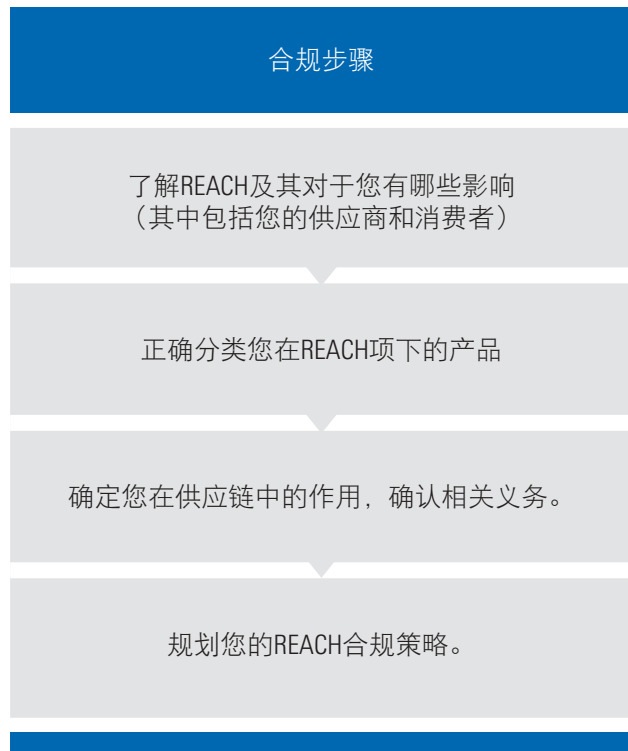 合规步骤
了解REACH及其对于您有哪些影响
（其中包括您的供应商和消费者）
正确分类您在REACH项下的产品
确定您在供应链中的作用，确认相关义务。
规划您的REACH合规策略。